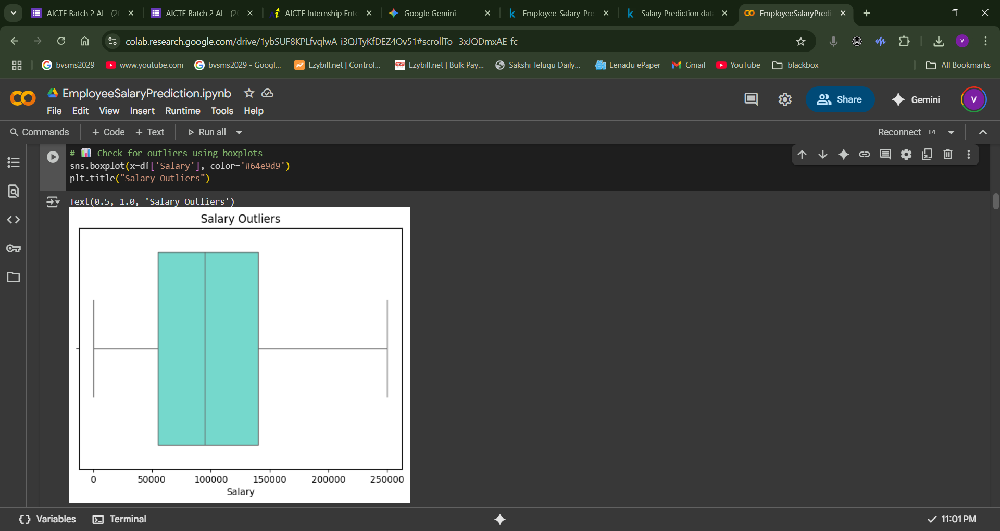 AICTE Batch 2 AI - (2
AICTE Batch 2 AI - (2
AICTE Internship Ente
Google Gemini
Employee-Salary-Pre
Salary Prediction dat
EmployeeSalaryPredi
colab.research.google.com/drive/1ybSUF8KPLfvqlwA-i3QJTyKfDEZ4Ov51#scrollTo=3xJQDmxAE-fc
V
bvsms2029
www.youtube.com
bvsms2029 - Googl...
Ezybill.net | Control...
Ezybill.net | Bulk Pay...
Sakshi Telugu Daily...
Eenadu ePaper
Gmail
YouTube
blackbox
All Bookmarks
EmployeeSalaryPrediction.ipynb
File Edit View Insert Runtime Tools Help
Share
Gemini
V
Commands
+ Code + Text
Run all
Reconnect T4
# 📊 Check for outliers using boxplots
sns.boxplot(x=df['Salary'], color='#64e9d9')
plt.title("Salary Outliers")
Text(0.5, 1.0, 'Salary Outliers')
Salary Outliers
0 50000 100000 150000 200000 250000
Salary
Variables
Terminal
11:01 PM